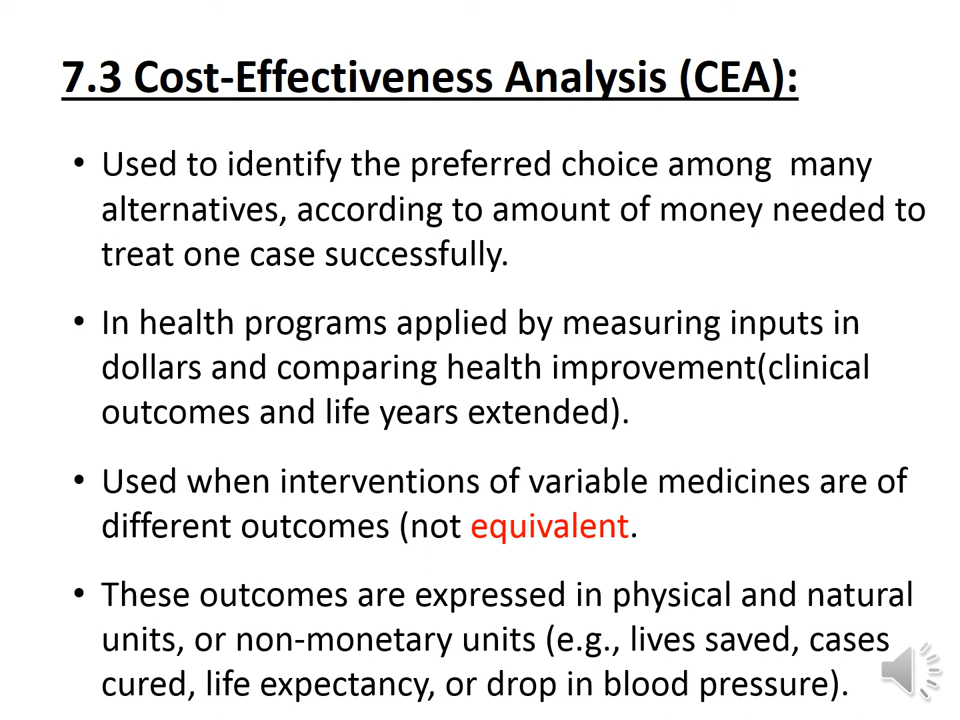 7.3 Cost-Effectiveness Analysis (CEA):
• Used to identify the preferred choice among  many
alternatives, according to amount of money needed to
treat one case successfully.
• In health programs applied by measuring inputs in
dollars and comparing health improvement(clinical
outcomes and life years extended).
• Used when interventions of variable medicines are of
different outcomes (not equivalent.
• These outcomes are expressed in physical and natural
units, or non-monetary units (e.g., lives saved, cases
cured, life expectancy, or drop in blood pressure).